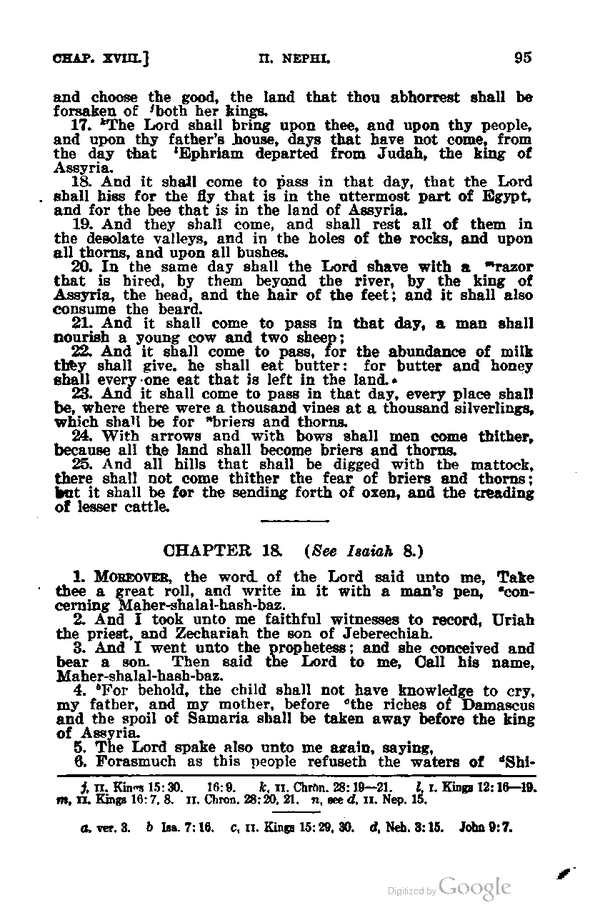 CHAP. XVIII.] II. NEPHI. 95
and choose the good, the land that thou abhorrest shall be
forsaken of jboth her kings.
17. kThe Lord shall bring upon thee, and upon thy people,
and upon thy father's house, days that have not come, from
the day that lEphriam departed from Judah, the king of
Assyria.
18. And it shall come to pass in that day, that the Lord
shall hiss for the fly that is in the uttermost part of Egypt,
and for the bee that is in the land of Assyria.
19. And they shall come, and shall rest all of them in
the desolate valleys, and in the holes of the rocks, and upon
all thorns, and upon all bushes.
20. In the same day shall the Lord shave with a mrazor
that is hired, by them beyond the river, by the king of
Assyria, the head, and the hair of the feet; and it shall also
consume the beard.
21. And it shall come to pass in that day, a man shall
nourish a young cow and two sheep;
22. And it shall come to pass, for the abundance of milk
they shall give, he shall eat butter: for butter and honey
shall every one eat that is left in the land.
23. And it shall come to pass in that day, every place shall
be, where there were a thousand vines at a thousand silverlings,
which shall be for nbriers and thorns.
24. With arrows and with bows shall men come thither,
because all the land shall become briers and thorns.
25. And all hills that shall be digged with the mattock,
there shall not come thither the fear of briers and thorns;
but it shall be for the sending forth of oxen, and the treading
of lesser cattle.
CHAPTER 18. (See Isaiah 8.)
1. MOREOVER, the word of the Lord said unto me, Take
thee a great roll, and write in it with a man's pen, acon-
cerning Maher-shalal-hash-baz.
2. And I took unto me faithful witnesses to record, Uriah
the priest, and Zechariah the son of Jeberechiah.
3. And I went unto the prophetess; and she conceived and
bear a son. Then said the Lord to me, Call his name,
Maher-shalal-hash-baz.
4. bFor behold, the child shall not have knowledge to cry,
my father, and my mother, before cthe riches of Damascus
and the spoil of Samaria shall be taken away before the king
of Assyria.
5. The Lord spake also unto me again, saying,
6. Forasmuch as this people refuseth the waters of dShi-
j, II. Kings 15:30. 16:9. k, II. Chron. 28:19—21. l, I. Kings 12:16—19.
m, II. Kings 16:7, 8. II. Chron. 28:20, 21. n, see d, II. Nep. 15.
a, ver. 3. b Isa. 7:16. c, II. Kings 15:29, 30. d, Neh. 3:15. John 9:7.
Digitized by Google